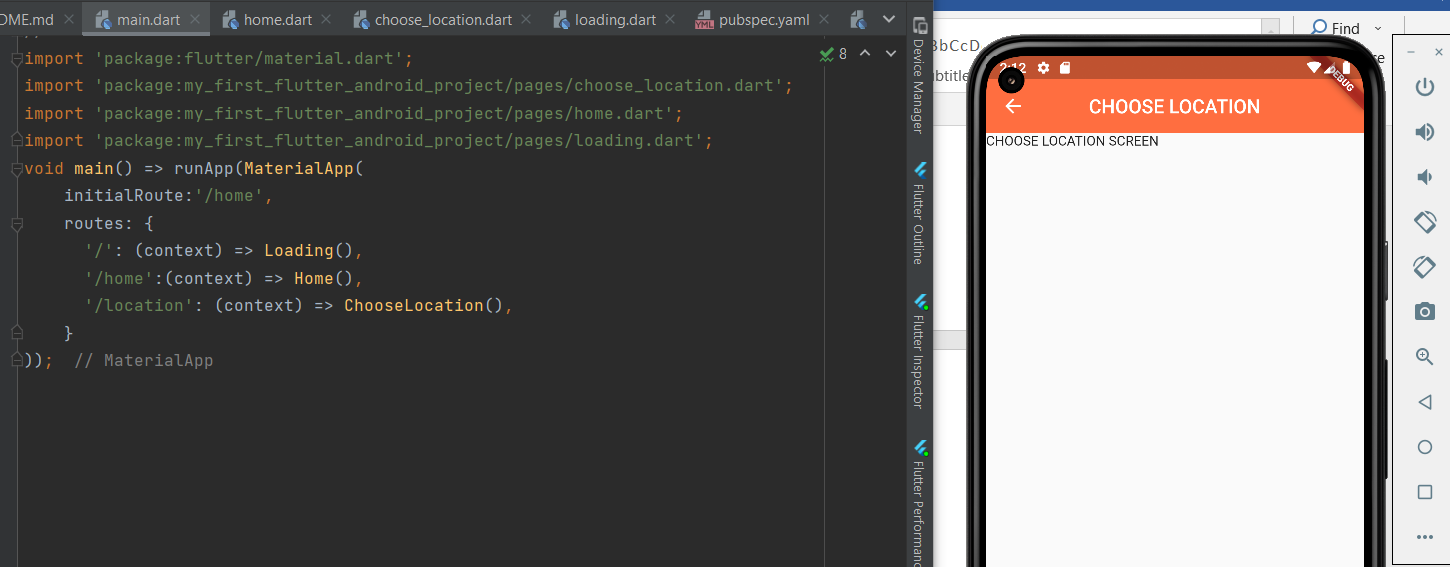 DME.md
main.dart
home.dart
choose_location.dart
loading.dart
pubspec.yaml
YML
8
import 'package:flutter/material.dart';
import 'package:my_first_flutter_android_project/pages/choose_location.dart';
import 'package:my_first_flutter_android_project/pages/home.dart';
import 'package:my_first_flutter_android_project/pages/loading.dart';
void main() => runApp(MaterialApp(
initialRoute:'/home',
routes: {
'/': (context) => Loading(),
'/home':(context) => Home(),
'/location': (context) => ChooseLocation(),
}
)); // MaterialApp
Device Manager
Flutter Outline
Flutter Inspector
Flutter Performanc
BbCcD
ubtitle
Find
2:12
DEBUG
CHOOSE LOCATION
CHOOSE LOCATION SCREEN